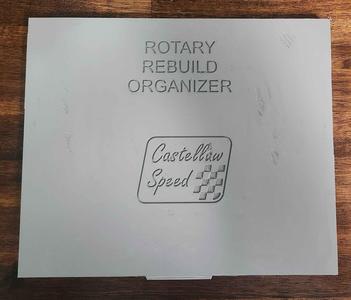 ROTARY
REBUILD
ORGANIZER
Castellaw
Speed